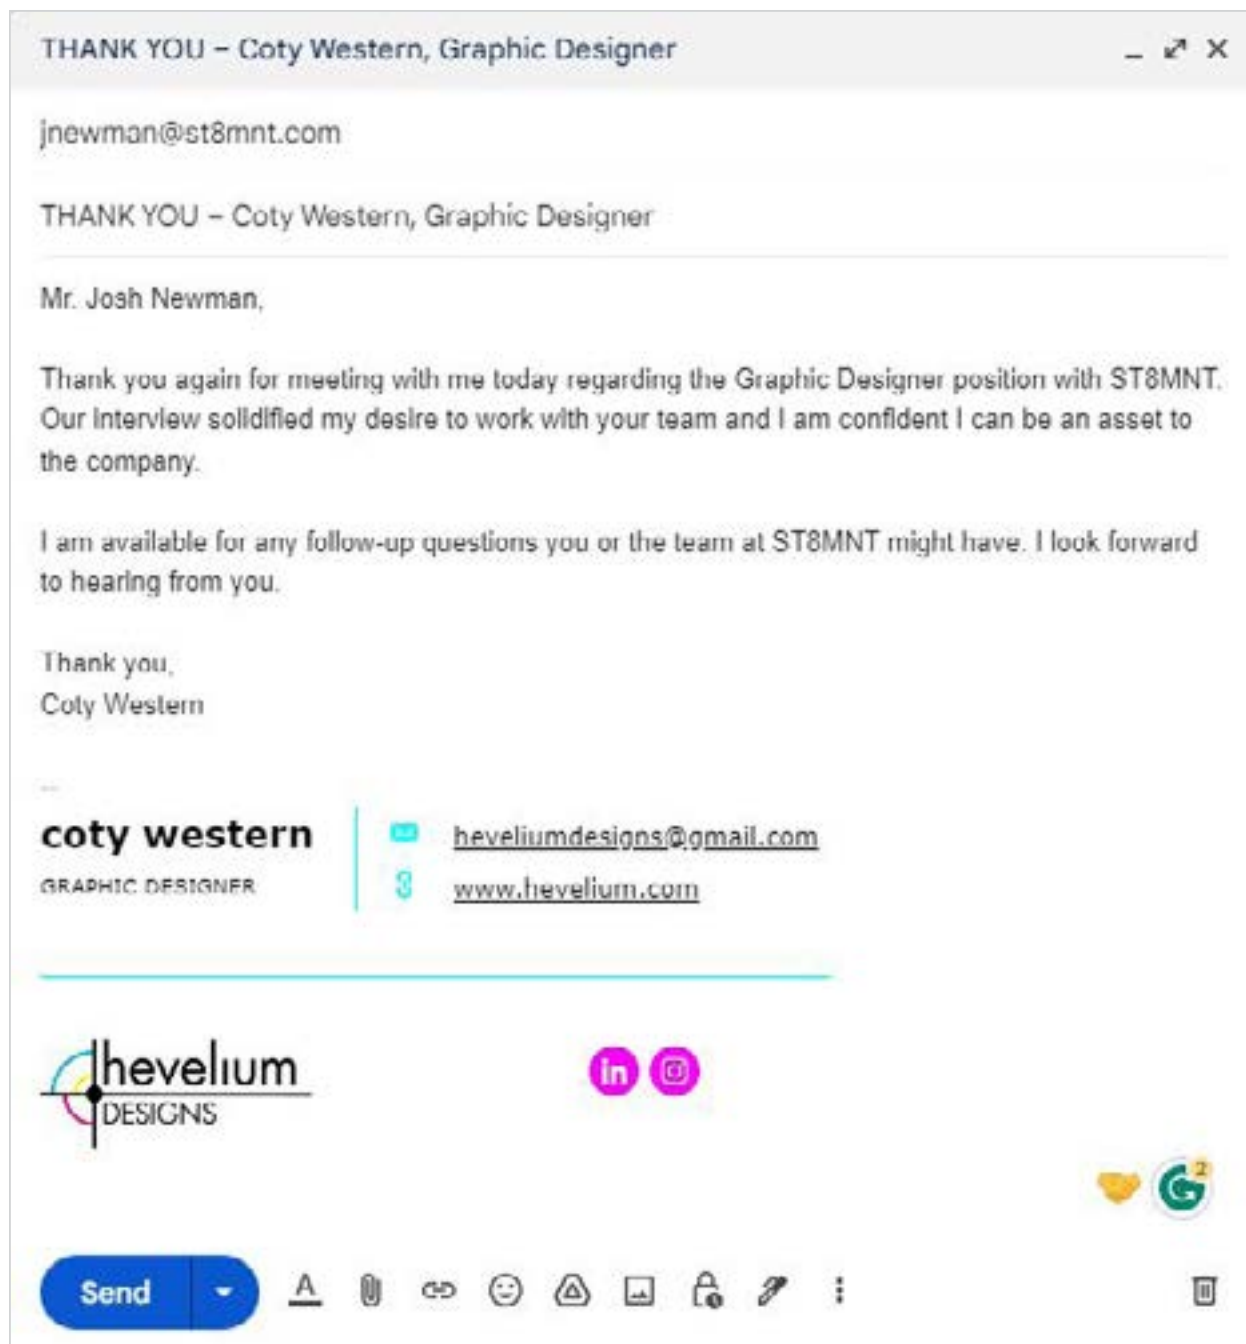 THANK YOU – Coty Western, Graphic Designer
jnewman@st8mnt.com
THANK YOU – Coty Western, Graphic Designer
Mr. Josh Newman,
Thank you again for meeting with me today regarding the Graphic Designer position with ST8MNT.
Our interview solidified my desire to work with your team and I am confident I can be an asset to
the company.
I am available for any follow-up questions you or the team at ST8MNT might have. I look forward
to hearing from you.
Thank you,
Coty Western
--
coty western
GRAPHIC DESIGNER
heveliumdesigns@gmail.com
www.hevelium.com
hevelium
DESIGNS
in
G 2
Send
A